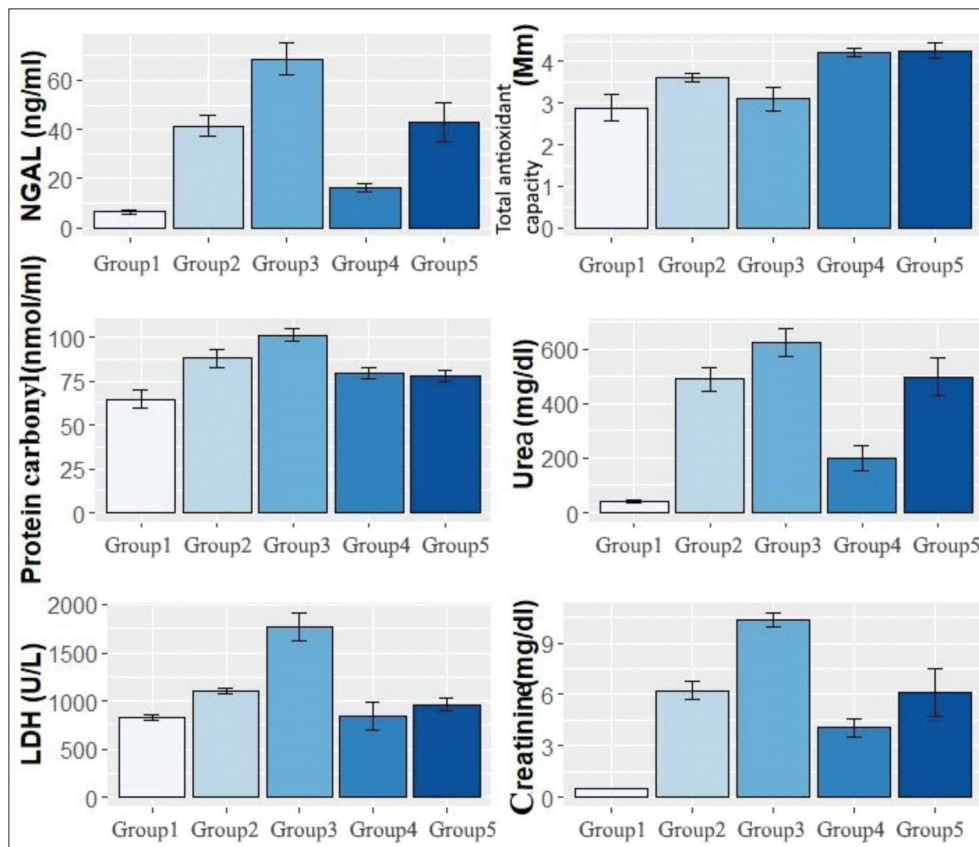 NGAL (ng/ml)
60
40
20
0
Group1 Group2 Group3 Group4 Group5
Total antioxidant
capacity
(Mm)
4
3
2
1
0
Group1 Group2 Group3 Group4 Group5
Protein carbonyl(nmol/ml)
100
75
50
25
0
Group1 Group2 Group3 Group4 Group5
Urea (mg/dl)
600
400
200
0
Group1 Group2 Group3 Group4 Group5
LDH (U/L)
2000
1500
1000
500
0
Group1 Group2 Group3 Group4 Group5
Creatinine(mg/dl)
9
6
3
0
Group1 Group2 Group3 Group4 Group5